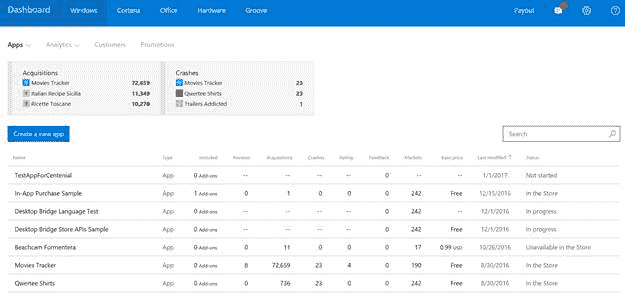 Dashboard Windows Cortana Office Hardware Groove Payout
Apps Analytics Customers Promotions
Acquisitions
Movies Tracker 72,659
Italian Recipe Sicilia 11,349
Ricette Toscane 10,270
Crashes
Movies Tracker 23
Qwertee Shirts 23
Trailers Addicted 1
Create a new app Search
Name Type Included Reviews Acquisitions Crashes Rating Feedback Markets Base price Last modified Status
TestAppForCentenial App 0 Add-ons -- -- -- -- 0 -- -- 1/1/2017 Not started
In-App Purchase Sample App 1 Add-ons 0 1 0 0 0 242 Free 12/15/2016 In the Store
Desktop Bridge Language Test App 0 Add-ons -- -- -- -- 0 242 -- 12/1/2016 In progress
Desktop Bridge Store APIs Sample App 0 Add-ons -- -- -- -- 0 242 Free 12/1/2016 In progress
Beachcam Formentera App 0 Add-ons 0 11 0 0 0 17 0.99 USD 10/26/2016 Unavailable in the Store
Movies Tracker App 0 Add-ons 8 72,659 23 4 0 190 Free 8/30/2016 In the Store
Qwertee Shirts App 0 Add-ons 0 736 23 0 0 242 Free 8/30/2016 In the Store